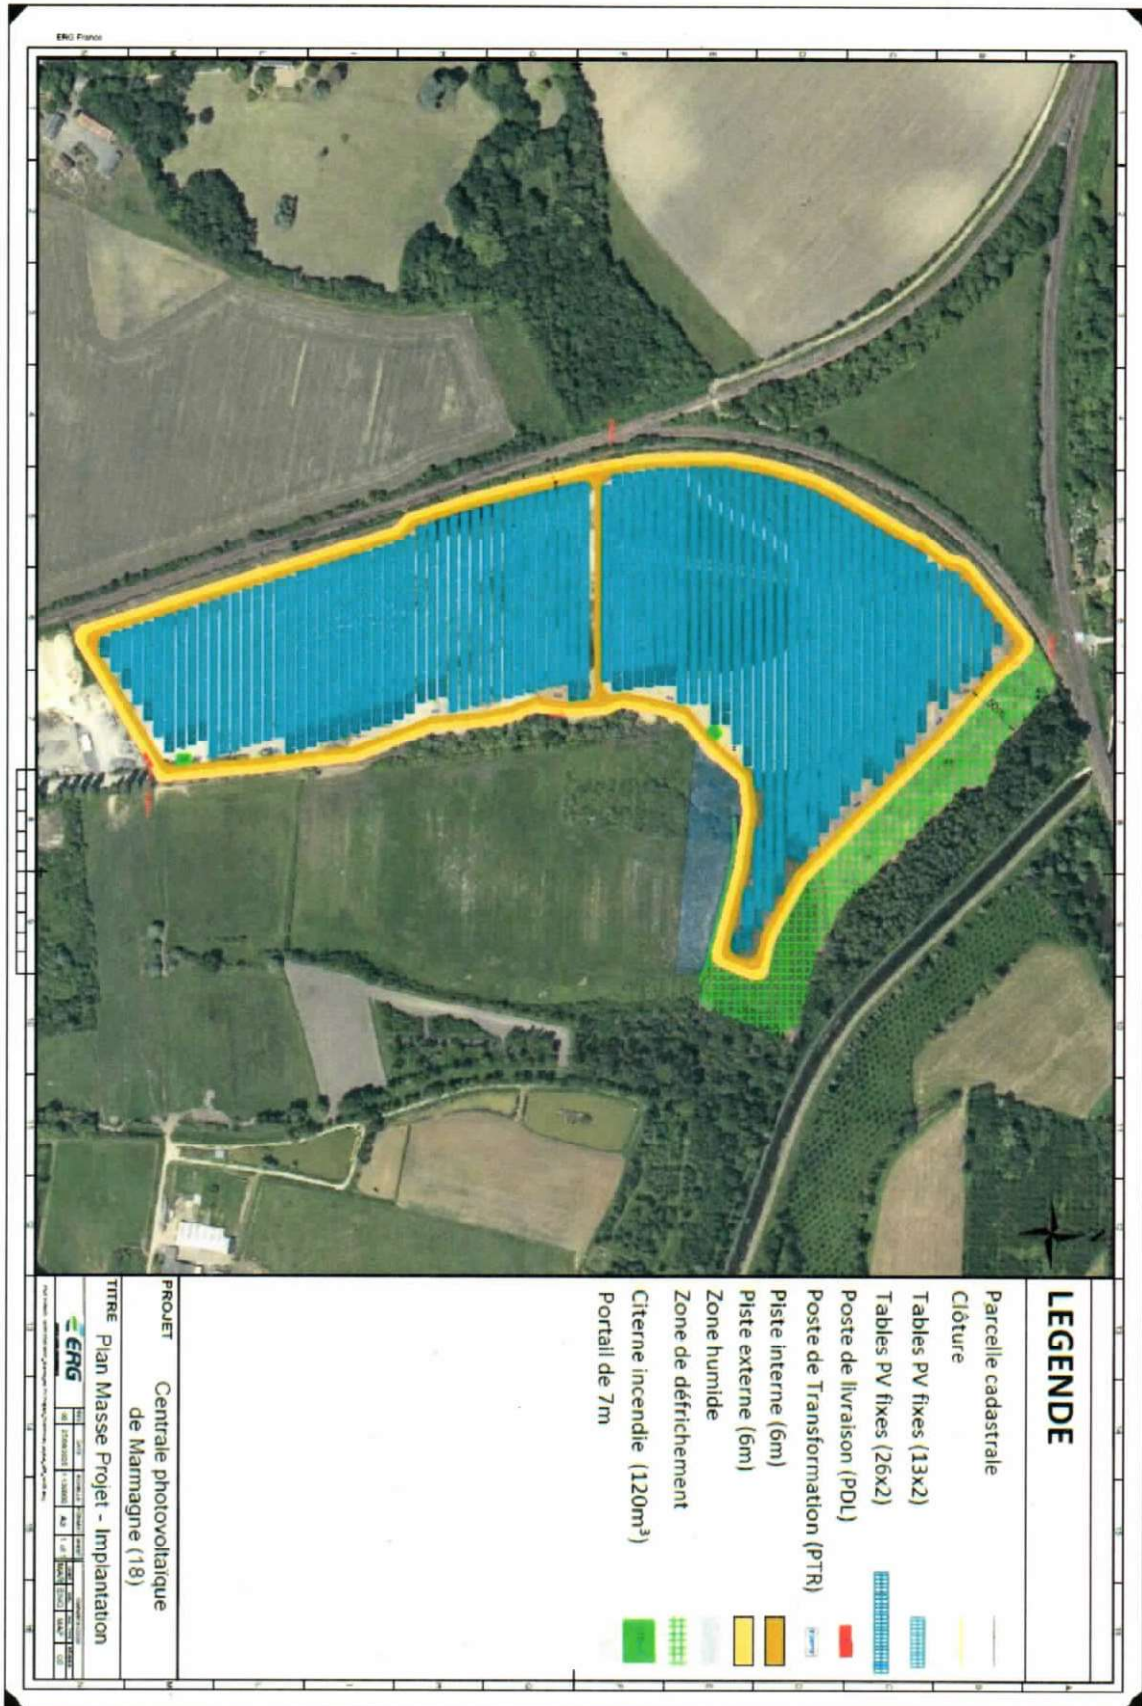 ERG France
LEGENDE
Parcelle cadastrale
Clôture
Tables PV fixes (13x2)
Tables PV fixes (26x2)
Poste de livraison (PDL)
Poste de Transformation (PTR)
Piste interne (6m)
Piste externe (6m)
Zone humide
Zone de défrichement
Citerne incendie (120m³)
Portail de 7m
PROJET Centrale photovoltaïque
de Marmagne (18)
TITRE Plan Masse Projet - Implantation
ERG